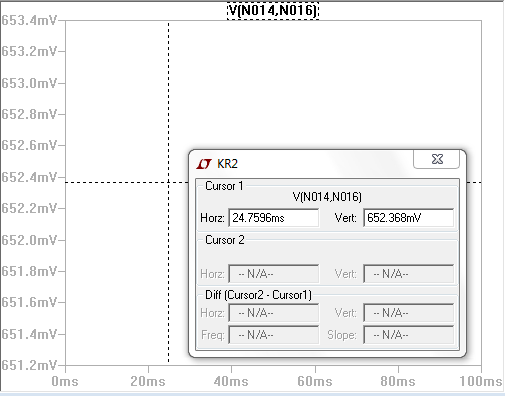 V(N014,N016)
653.4mV
653.2mV
653.0mV
652.8mV
652.6mV
652.4mV
652.2mV
652.0mV
651.8mV
651.6mV
651.4mV
651.2mV
0ms 20ms 40ms 60ms 80ms 100ms
KR2
Cursor 1
V(N014,N016)
Horz: 24.7596ms Vert: 652.368mV
Cursor 2
Horz: -- N/A-- Vert: -- N/A--
Diff (Cursor2 - Cursor1)
Horz: -- N/A-- Vert: -- N/A--
Freq: -- N/A-- Slope: -- N/A--